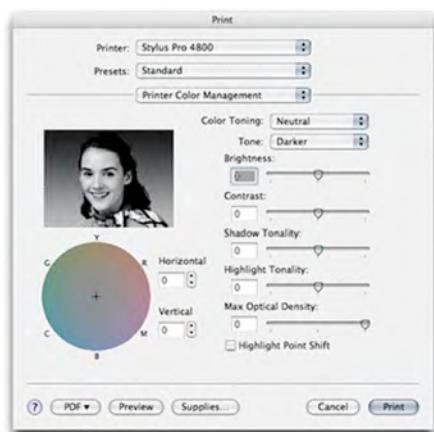 Print
Printer: Stylus Pro 4800
Presets: Standard
Printer Color Management
Color Toning: Neutral
Tone: Darker
Brightness:
0
Contrast:
0
Shadow Tonality:
0
Highlight Tonality:
0
Max Optical Density:
0
Highlight Point Shift
Y
G R
C M
B
Horizontal
0
Vertical
0
? PDF ▼ Preview Supplies... Cancel Print